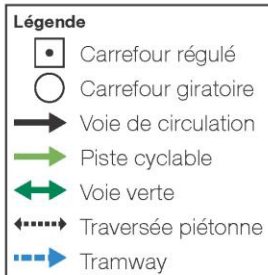 Légende
Carrefour régulé
Carrefour giratoire
Voie de circulation
Piste cyclable
Voie verte
Traversée piétonne
Tramway